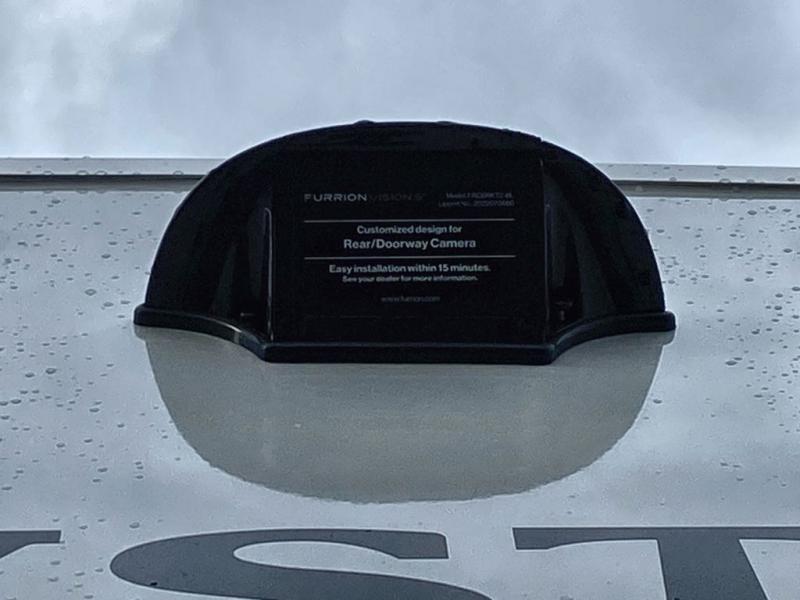 FURRION VISION S
Customized design for
Rear/Doorway Camera
Easy installation within 15 minutes.
See your dealer for more information.
www.furrion.com
YST